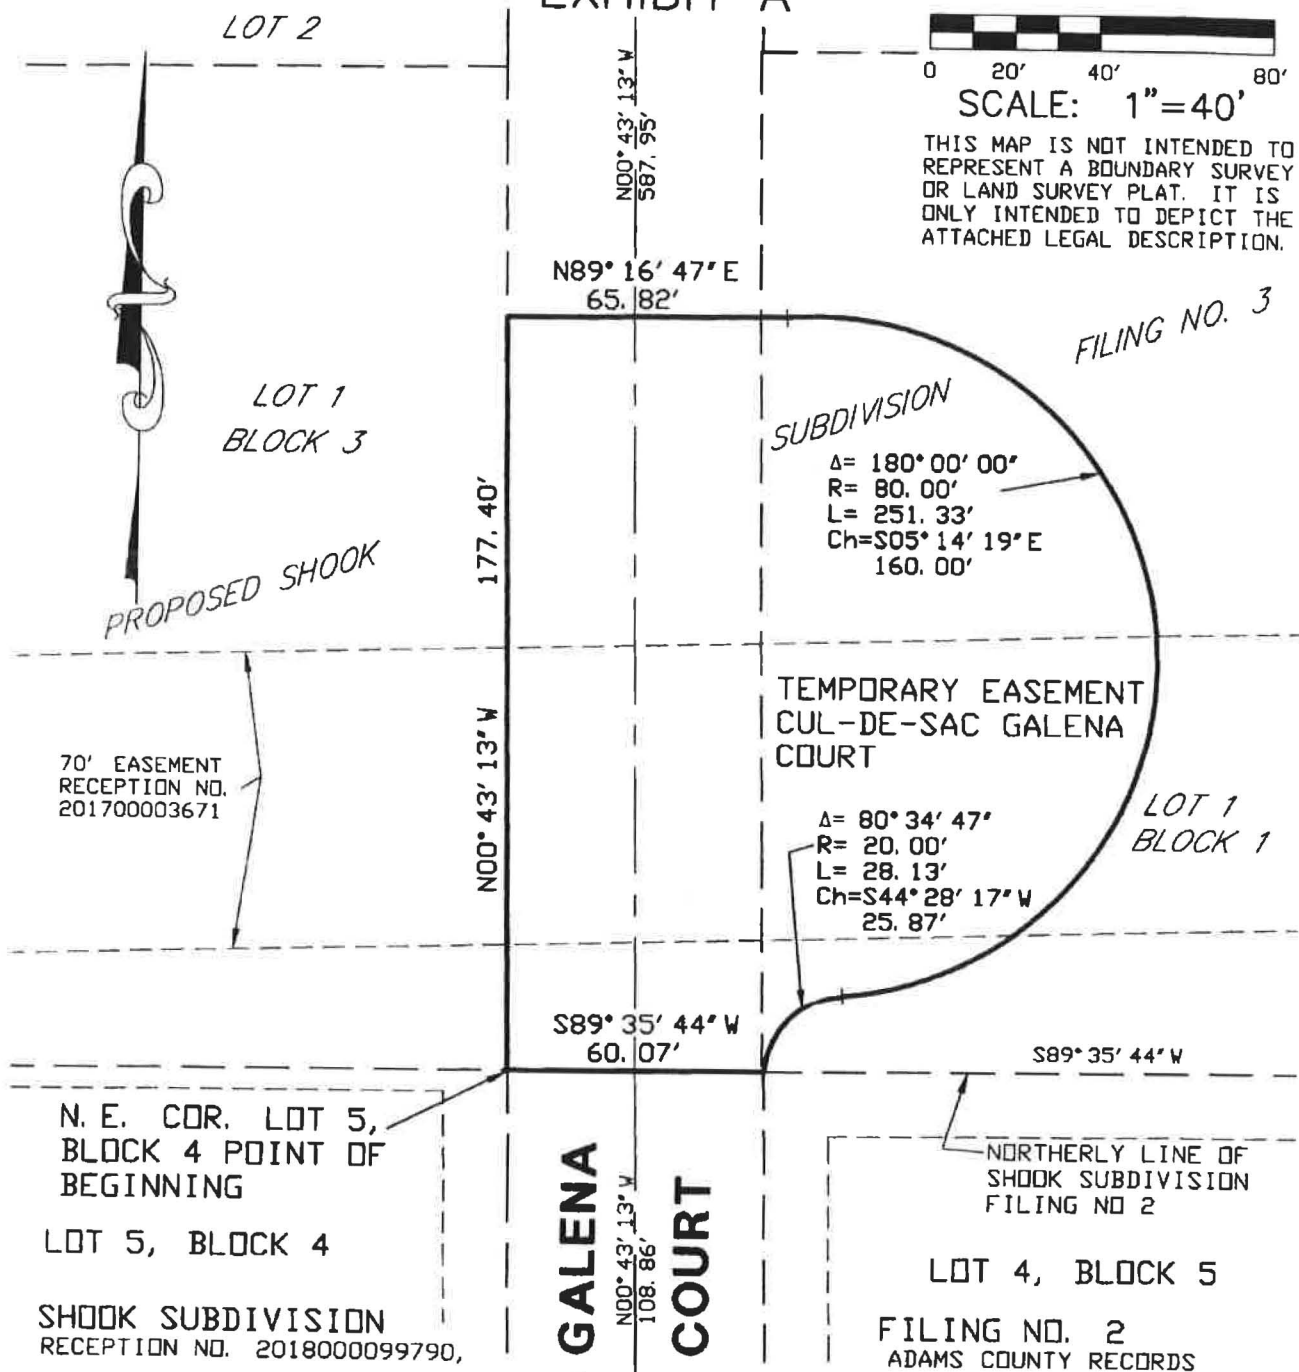 EXHIBIT A
LOT 2
N00°43'13"W
587.95'
0 20' 40' 80'
SCALE: 1"=40'
THIS MAP IS NOT INTENDED TO
REPRESENT A BOUNDARY SURVEY
OR LAND SURVEY PLAT. IT IS
ONLY INTENDED TO DEPICT THE
ATTACHED LEGAL DESCRIPTION.
N89°16'47"E
65.82'
FILING NO. 3
LOT 1
BLOCK 3
SUBDIVISION
Δ= 180°00'00"
R= 80.00'
L= 251.33'
Ch=S05°14'19"E
160.00'
177.40'
PROPOSED SHOOK
N00°43'13"W
TEMPORARY EASEMENT
CUL-DE-SAC GALENA
COURT
70' EASEMENT
RECEPTION NO.
201700003671
LOT 1
BLOCK 1
Δ= 80°34'47"
R= 20.00'
L= 28.13'
Ch=S44°28'17"W
25.87'
S89°35'44"W
60.07'
S89°35'44"W
N.E. COR. LOT 5,
BLOCK 4 POINT OF
BEGINNING
NORTHERLY LINE OF
SHOOK SUBDIVISION
FILING NO 2
LOT 5, BLOCK 4
GALENA
N00°43'13"W
108.86'
COURT
LOT 4, BLOCK 5
SHOOK SUBDIVISION
RECEPTION NO. 2018000099790,
FILING NO. 2
ADAMS COUNTY RECORDS